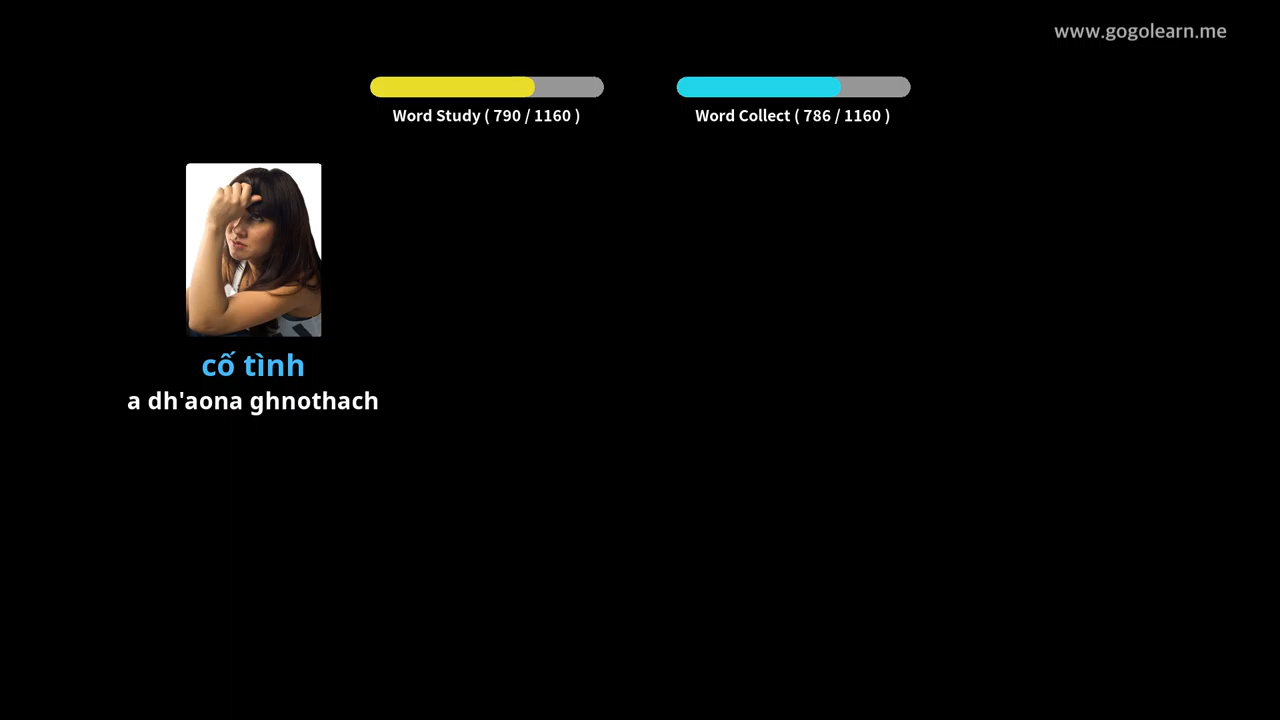 www.gogolearn.me
Word Study ( 790 / 1160 )
Word Collect ( 786 / 1160 )
cố tình
a dh'aona ghnothach